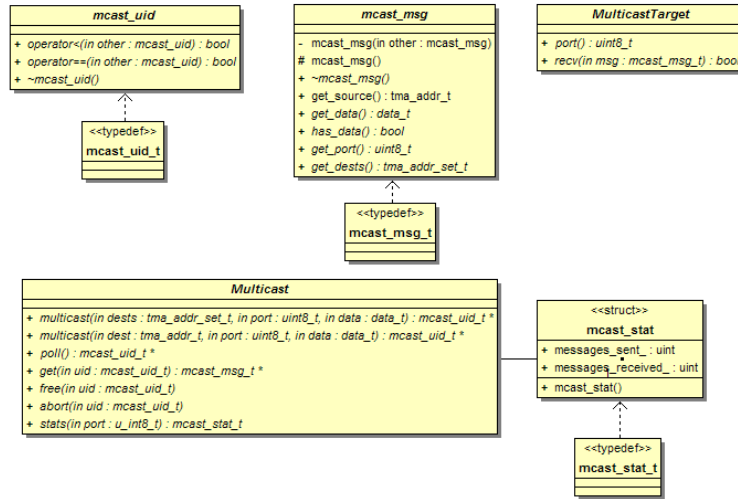 mcast_uid
+ operator<(in other : mcast_uid) : bool
+ operator==(in other : mcast_uid) : bool
+ ~mcast_uid()
<<typedef>>
mcast_uid_t
mcast_msg
- mcast_msg(in other : mcast_msg)
# mcast_msg()
+ ~mcast_msg()
+ get_source() : tma_addr_t
+ get_data() : data_t
+ has_data() : bool
+ get_port() : uint8_t
+ get_dests() : tma_addr_set_t
<<typedef>>
mcast_msg_t
MulticastTarget
+ port() : uint8_t
+ recv(in msg : mcast_msg_t) : bool
Multicast
+ multicast(in dests : tma_addr_set_t, in port : uint8_t, in data : data_t) : mcast_uid_t *
+ multicast(in dest : tma_addr_t, in port : uint8_t, in data : data_t) : mcast_uid_t *
+ poll() : mcast_uid_t *
+ get(in uid : mcast_uid_t) : mcast_msg_t *
+ free(in uid : mcast_uid_t)
+ abort(in uid : mcast_uid_t)
+ stats(in port : u_int8_t) : mcast_stat_t
<<struct>>
mcast_stat
+ messages_sent_ : uint
+ messages_received_ : uint
+ mcast_stat()
<<typedef>>
mcast_stat_t